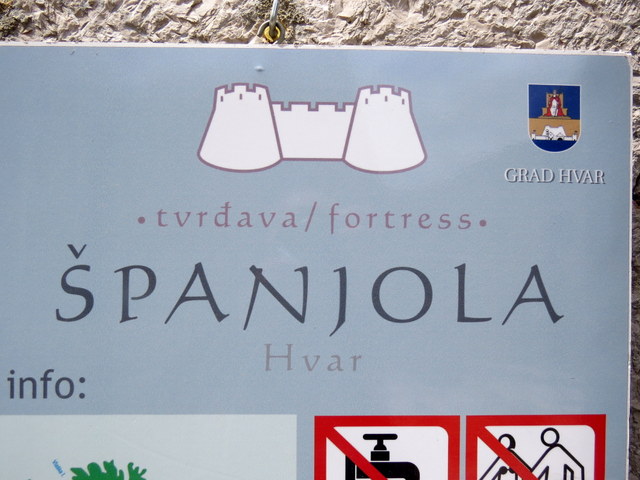 GRAD HVAR
• tvrđava/fortress •
ŠPANJOLA
Hvar
info: